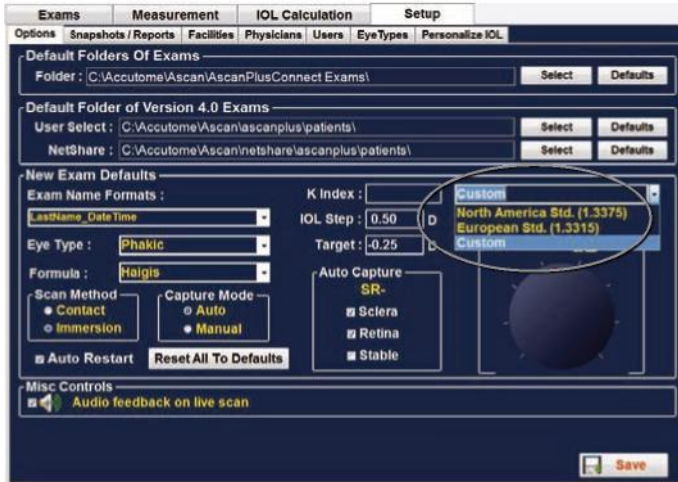 Exams Measurement IOL Calculation Setup
Options Snapshots / Reports Facilities Physicians Users EyeTypes Personalize IOL
Default Folders Of Exams
Folder : C:\Accutome\Ascan\AscanPlusConnect Exams\ Select Defaults
Default Folder of Version 4.0 Exams
User Select : C:\Accutome\Ascan\ascanplus\patients\ Select Defaults
NetShare : C:\Accutome\Ascan\netshare\ascanplus\patients\ Select Defaults
New Exam Defaults
Exam Name Formats :
LastName_DateTime
Eye Type : Phakic
Formula : Haigis
Scan Method
Contact
Immersion
Capture Mode
Auto
Manual
Auto Restart Reset All To Defaults
K Index :
IOL Step : 0.50 D
Target : -0.25
Auto Capture
SR-
Sclera
Retina
Stable
Custom
North America Std. (1.3375)
European Std. (1.3315)
Custom
Misc Controls
Audio feedback on live scan
Save